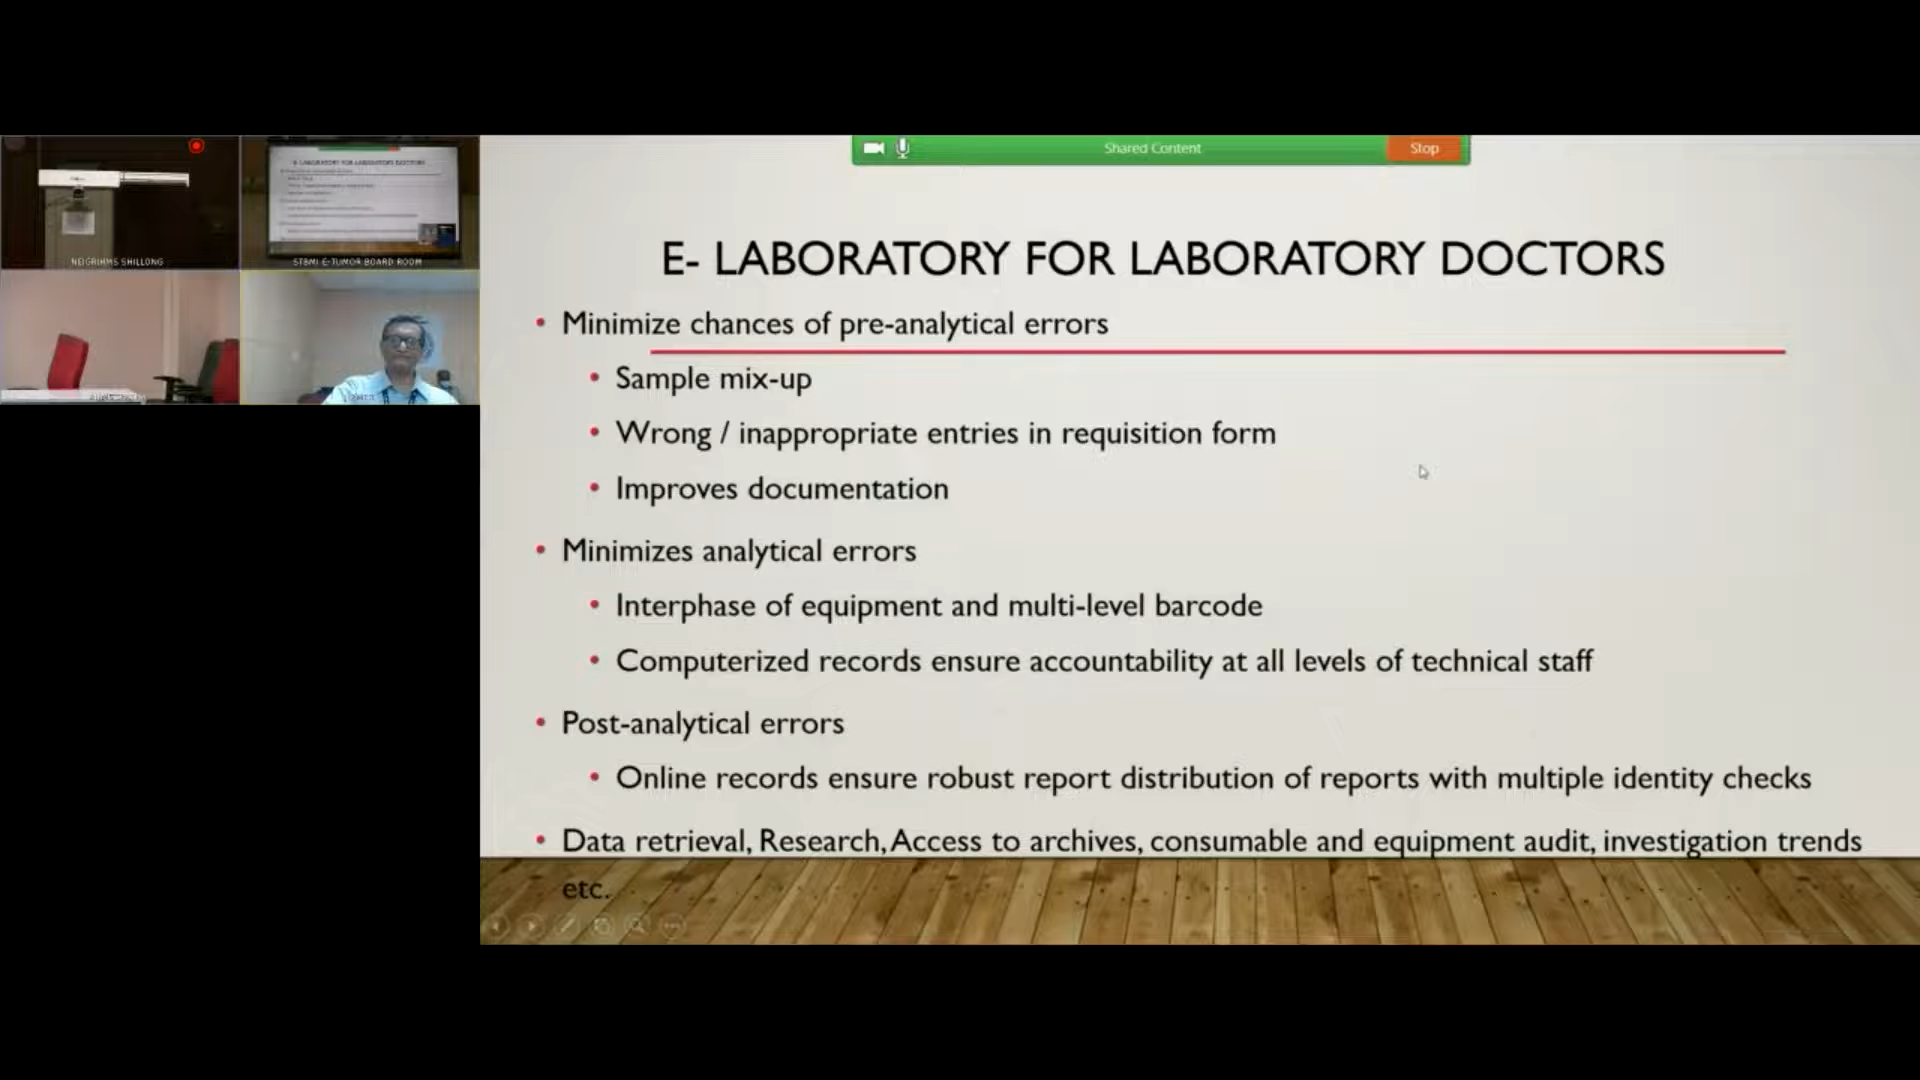 Shared Content
Stop
NEIGRIHMS SHILLONG
STBMI E-TUMOR BOARD ROOM
E- LABORATORY FOR LABORATORY DOCTORS
• Minimize chances of pre-analytical errors
• Sample mix-up
• Wrong / inappropriate entries in requisition form
• Improves documentation
• Minimizes analytical errors
• Interphase of equipment and multi-level barcode
• Computerized records ensure accountability at all levels of technical staff
• Post-analytical errors
• Online records ensure robust report distribution of reports with multiple identity checks
• Data retrieval, Research, Access to archives, consumable and equipment audit, investigation trends
etc.